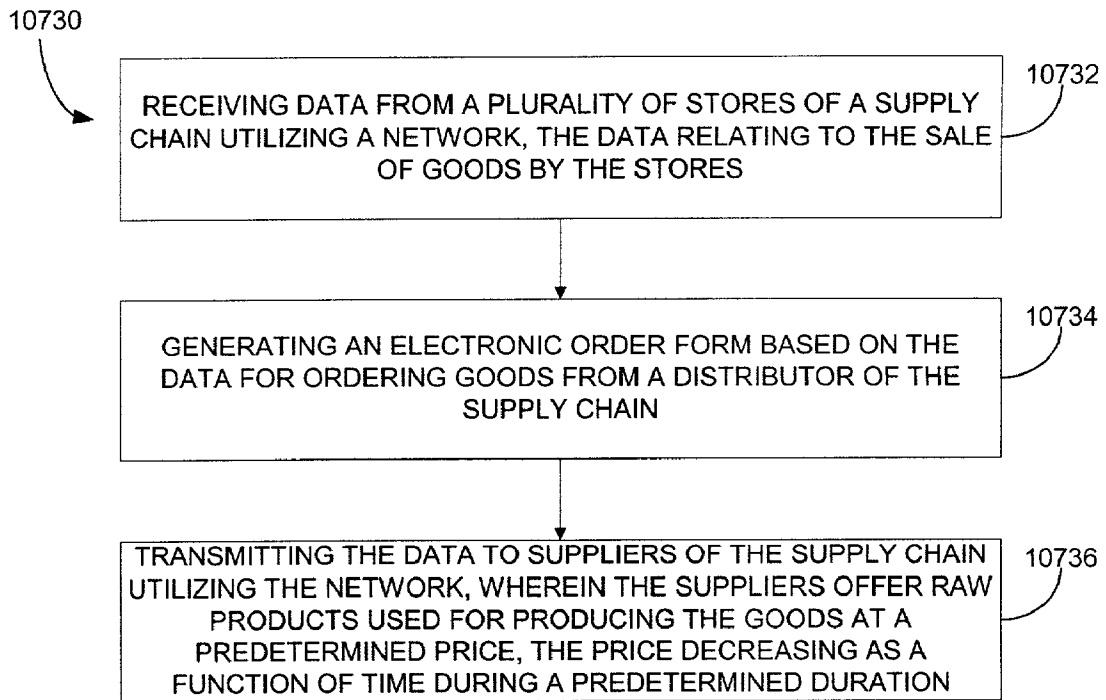 10730
10732
RECEIVING DATA FROM A PLURALITY OF STORES OF A SUPPLY
CHAIN UTILIZING A NETWORK, THE DATA RELATING TO THE SALE
OF GOODS BY THE STORES
10734
GENERATING AN ELECTRONIC ORDER FORM BASED ON THE
DATA FOR ORDERING GOODS FROM A DISTRIBUTOR OF THE
SUPPLY CHAIN
10736
TRANSMITTING THE DATA TO SUPPLIERS OF THE SUPPLY CHAIN
UTILIZING THE NETWORK, WHEREIN THE SUPPLIERS OFFER RAW
PRODUCTS USED FOR PRODUCING THE GOODS AT A
PREDETERMINED PRICE, THE PRICE DECREASING AS A
FUNCTION OF TIME DURING A PREDETERMINED DURATION